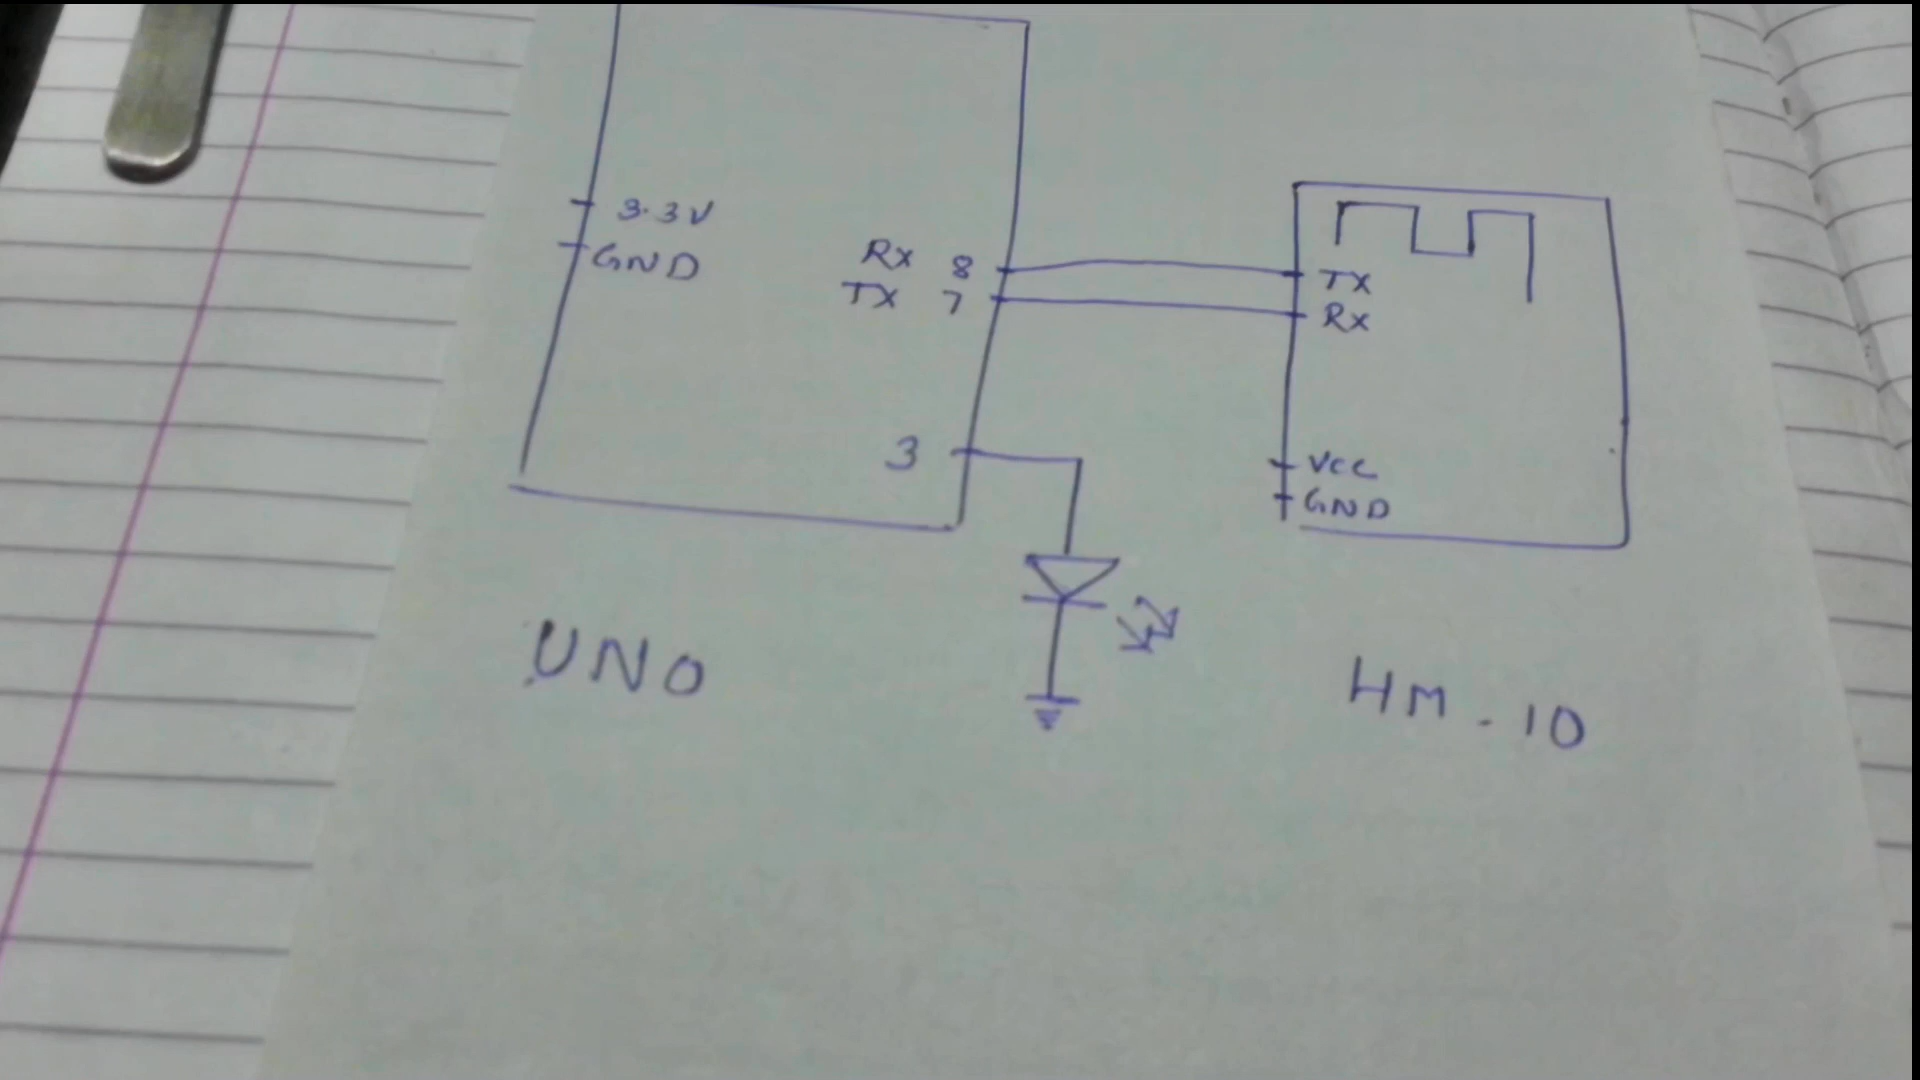 3.3V
GND
Rx 8
TX 7
3
TX
Rx
VCC
GND
UNO
HM-10